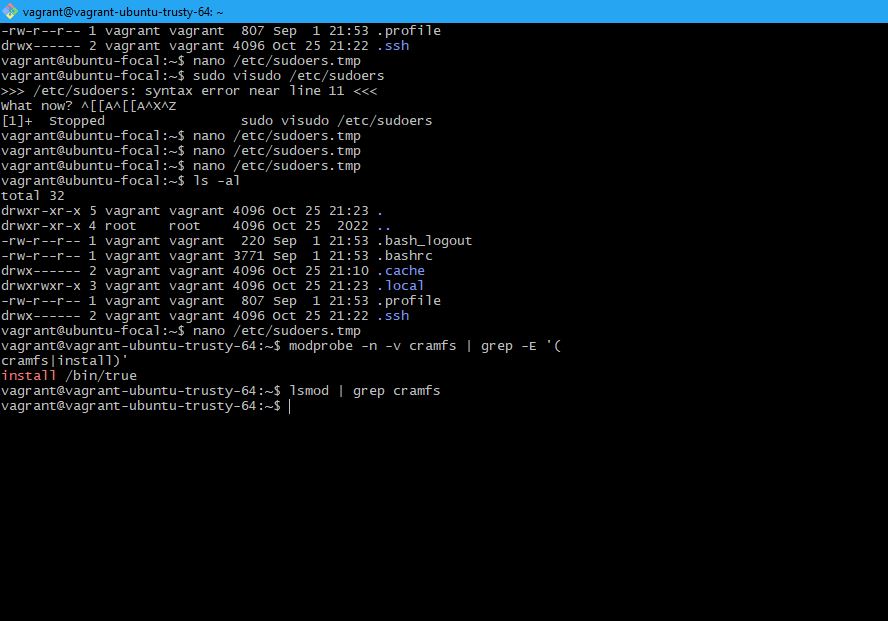 vagrant@vagrant-ubuntu-trusty-64: ~
-rw-r--r-- 1 vagrant vagrant  807 Sep  1 21:53 .profile
drwx------ 2 vagrant vagrant 4096 Oct 25 21:22 .ssh
vagrant@ubuntu-focal:~$ nano /etc/sudoers.tmp
vagrant@ubuntu-focal:~$ sudo visudo /etc/sudoers
>>> /etc/sudoers: syntax error near line 11 <<<
What now? ^[[A^[[A^X^Z
[1]+  Stopped                 sudo visudo /etc/sudoers
vagrant@ubuntu-focal:~$ nano /etc/sudoers.tmp
vagrant@ubuntu-focal:~$ nano /etc/sudoers.tmp
vagrant@ubuntu-focal:~$ nano /etc/sudoers.tmp
vagrant@ubuntu-focal:~$ ls -al
total 32
drwxr-xr-x 5 vagrant vagrant 4096 Oct 25 21:23 .
drwxr-xr-x 4 root    root    4096 Oct 25  2022 ..
-rw-r--r-- 1 vagrant vagrant  220 Sep  1 21:53 .bash_logout
-rw-r--r-- 1 vagrant vagrant 3771 Sep  1 21:53 .bashrc
drwx------ 2 vagrant vagrant 4096 Oct 25 21:10 .cache
drwxrwxr-x 3 vagrant vagrant 4096 Oct 25 21:23 .local
-rw-r--r-- 1 vagrant vagrant  807 Sep  1 21:53 .profile
drwx------ 2 vagrant vagrant 4096 Oct 25 21:22 .ssh
vagrant@ubuntu-focal:~$ nano /etc/sudoers.tmp
vagrant@vagrant-ubuntu-trusty-64:~$ modprobe -n -v cramfs | grep -E '(
cramfs|install)'
install /bin/true
vagrant@vagrant-ubuntu-trusty-64:~$ lsmod | grep cramfs
vagrant@vagrant-ubuntu-trusty-64:~$